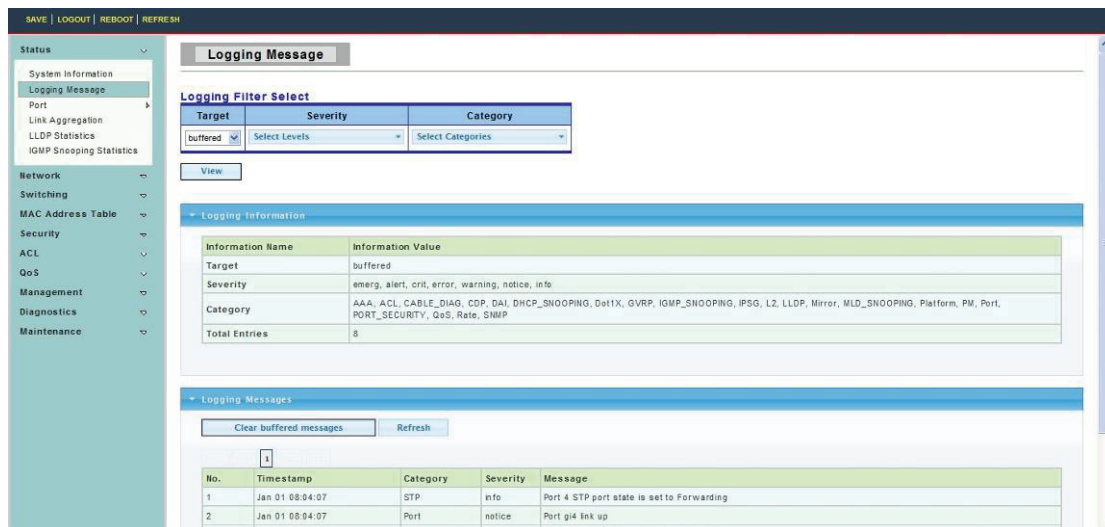 SAVE | LOGOUT | REBOOT | REFRESH
Status
System Information
Logging Message
Port
Link Aggregation
LLDP Statistics
IGMP Snooping Statistics
Network
Switching
MAC Address Table
Security
ACL
QoS
Management
Diagnostics
Maintenance
Logging Message
Logging Filter Select
Target Severity Category
buffered Select Levels Select Categories
View
Logging Information
Information Name Information Value
Target buffered
Severity emerg, alert, crit, error, warning, notice, info
Category AAA, ACL, CABLE_DIAG, CDP, DAI, DHCP_SNOOPING, Dot1X, GVRP, IGMP_SNOOPING, IPSG, L2, LLDP, Mirror, MLD_SNOOPING, Platform, PM, Port,
PORT_SECURITY, QoS, Rate, SNMP
Total Entries 8
Logging Messages
Clear buffered messages Refresh
1
No. Timestamp Category Severity Message
1 Jan 01 08:04:07 STP info Port 4 STP port state is set to Forwarding
2 Jan 01 08:04:07 Port notice Port gi4 link up